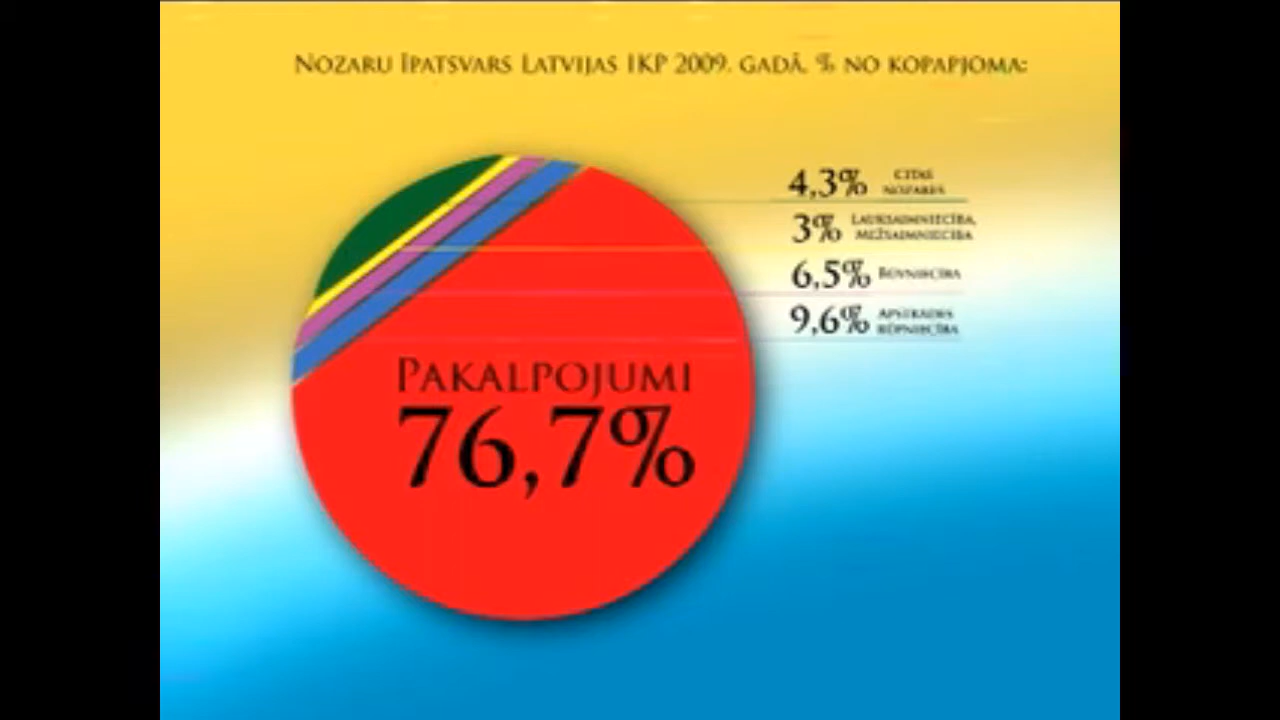 Nozaru īpatsvars Latvijas IKP 2009. gadā, % no kopapjoma:
4,3% Citas
nozares
3% Lauksaimniecība,
mežsaimniecība
6,5% Būvniecība
9,6% Apstrādes
rūpniecība
Pakalpojumi
76,7%